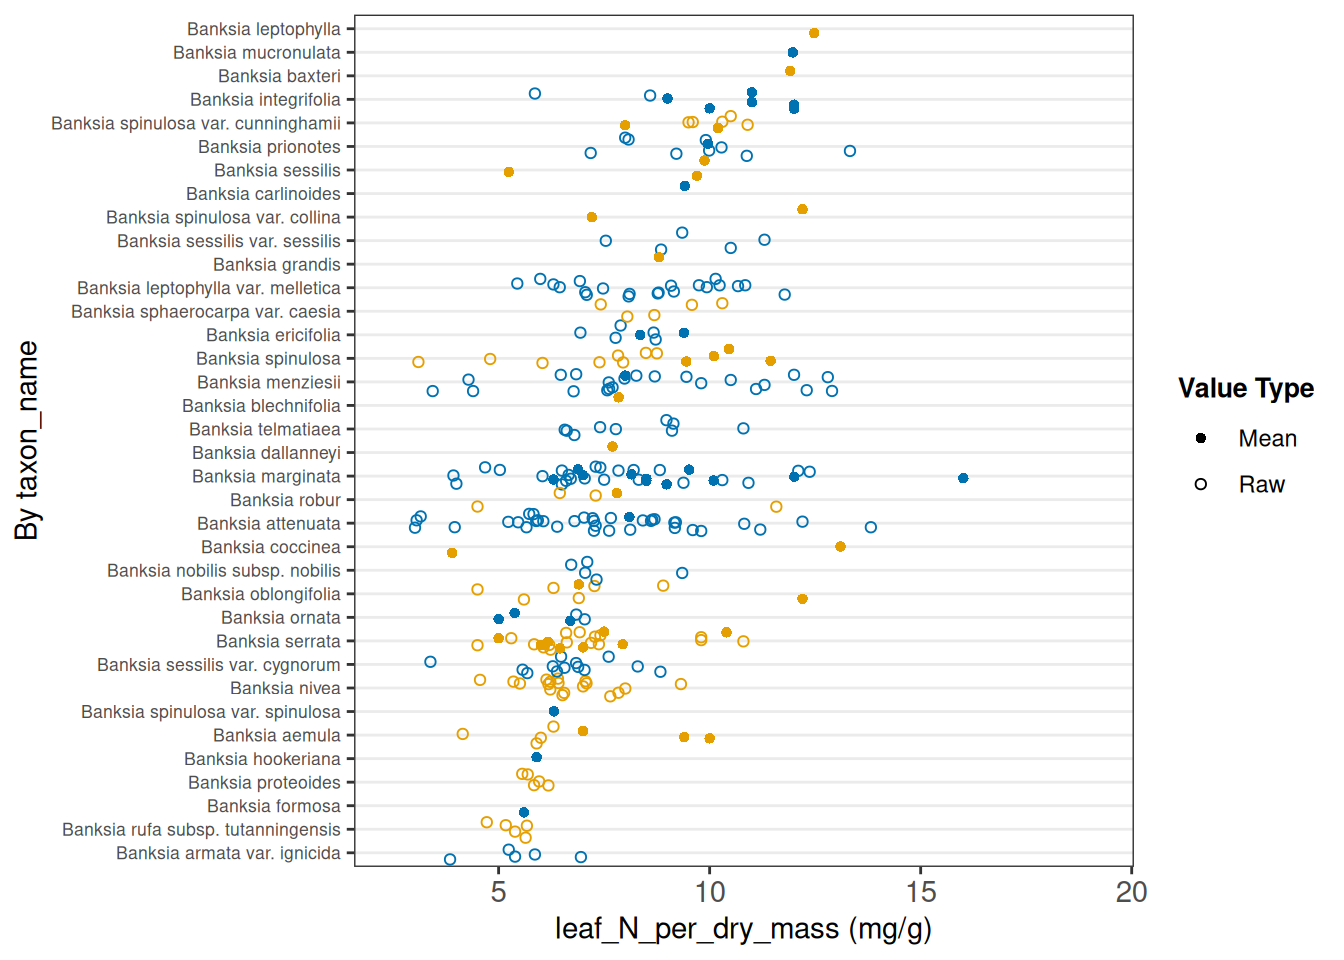 Banksia leptophylla
Banksia mucronulata
Banksia baxteri
Banksia integrifolia
Banksia spinulosa var. cunninghamii
Banksia prionotes
Banksia sessilis
Banksia carlinoides
Banksia spinulosa var. collina
Banksia sessilis var. sessilis
Banksia grandis
Banksia leptophylla var. melletica
Banksia sphaerocarpa var. caesia
Banksia ericifolia
Banksia spinulosa
Banksia menziesii
Banksia blechnifolia
Banksia telmatiaea
Banksia dallanneyi
Banksia marginata
Banksia robur
Banksia attenuata
Banksia coccinea
Banksia nobilis subsp. nobilis
Banksia oblongifolia
Banksia ornata
Banksia serrata
Banksia sessilis var. cygnorum
Banksia nivea
Banksia spinulosa var. spinulosa
Banksia aemula
Banksia hookeriana
Banksia proteoides
Banksia formosa
Banksia rufa subsp. tutanningensis
Banksia armata var. ignicida
By taxon_name
5 10 15 20
leaf_N_per_dry_mass (mg/g)
Value Type
Mean
Raw